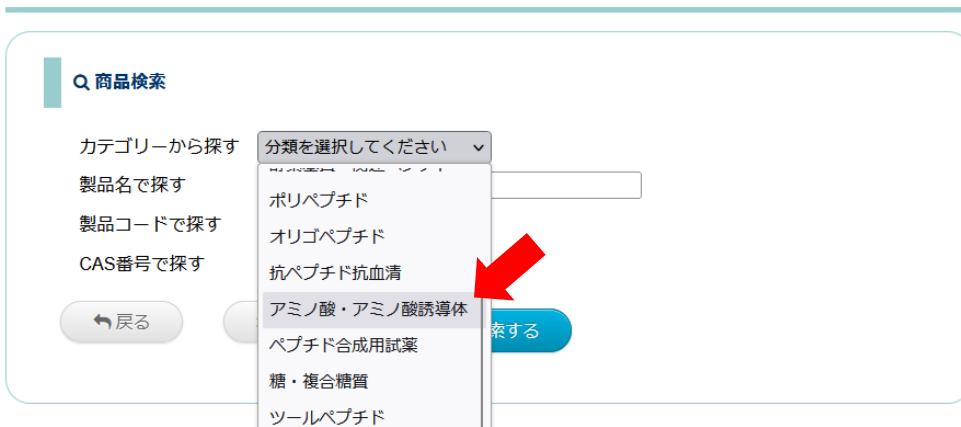 商品検索
カテゴリーから探す
分類を選択してください
製品名で探す
ポリペプチド
製品コードで探す
オリゴペプチド
CAS番号で探す
抗ペプチド抗血清
アミノ酸・アミノ酸誘導体
戻る
索する
ペプチド合成用試薬
糖・複合糖質
ツールペプチド